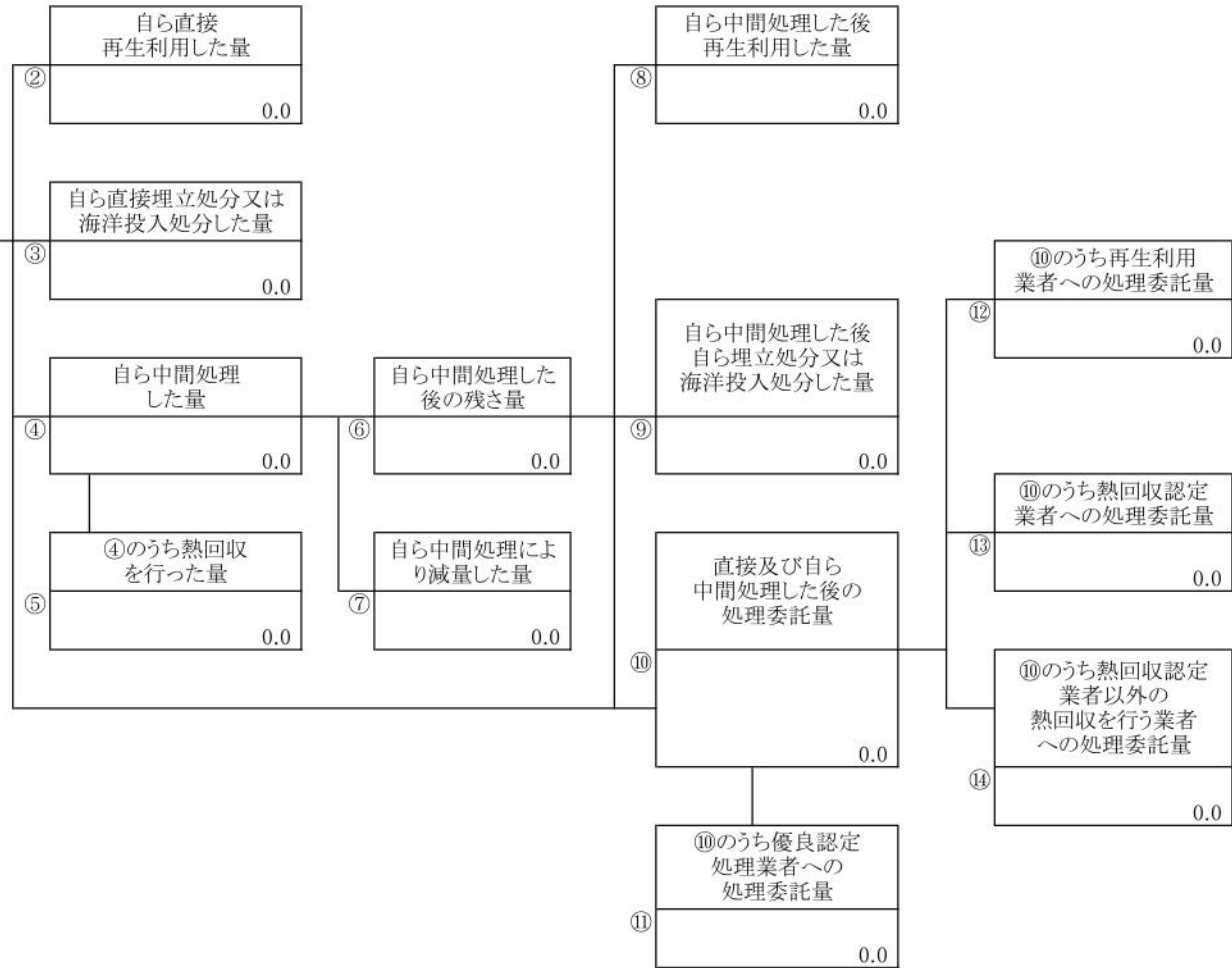 自ら直接
再生利用した量
②
0.0
自ら直接埋立処分又は
海洋投入処分した量
③
0.0
自ら中間処理
した量
④
0.0
④のうち熱回収
を行った量
⑤
0.0
自ら中間処理した
後の残さ量
⑥
0.0
自ら中間処理によ
り減量した量
⑦
0.0
自ら中間処理した後
再生利用した量
⑧
0.0
自ら中間処理した後
自ら埋立処分又は
海洋投入処分した量
⑨
0.0
直接及び自ら
中間処理した後の
処理委託量
⑩
0.0
⑩のうち優良認定
処理業者への
処理委託量
⑪
0.0
⑩のうち再生利用
業者への処理委託量
⑫
0.0
⑩のうち熱回収認定
業者への処理委託量
⑬
0.0
⑩のうち熱回収認定
業者以外の
熱回収を行う業者
への処理委託量
⑭
0.0